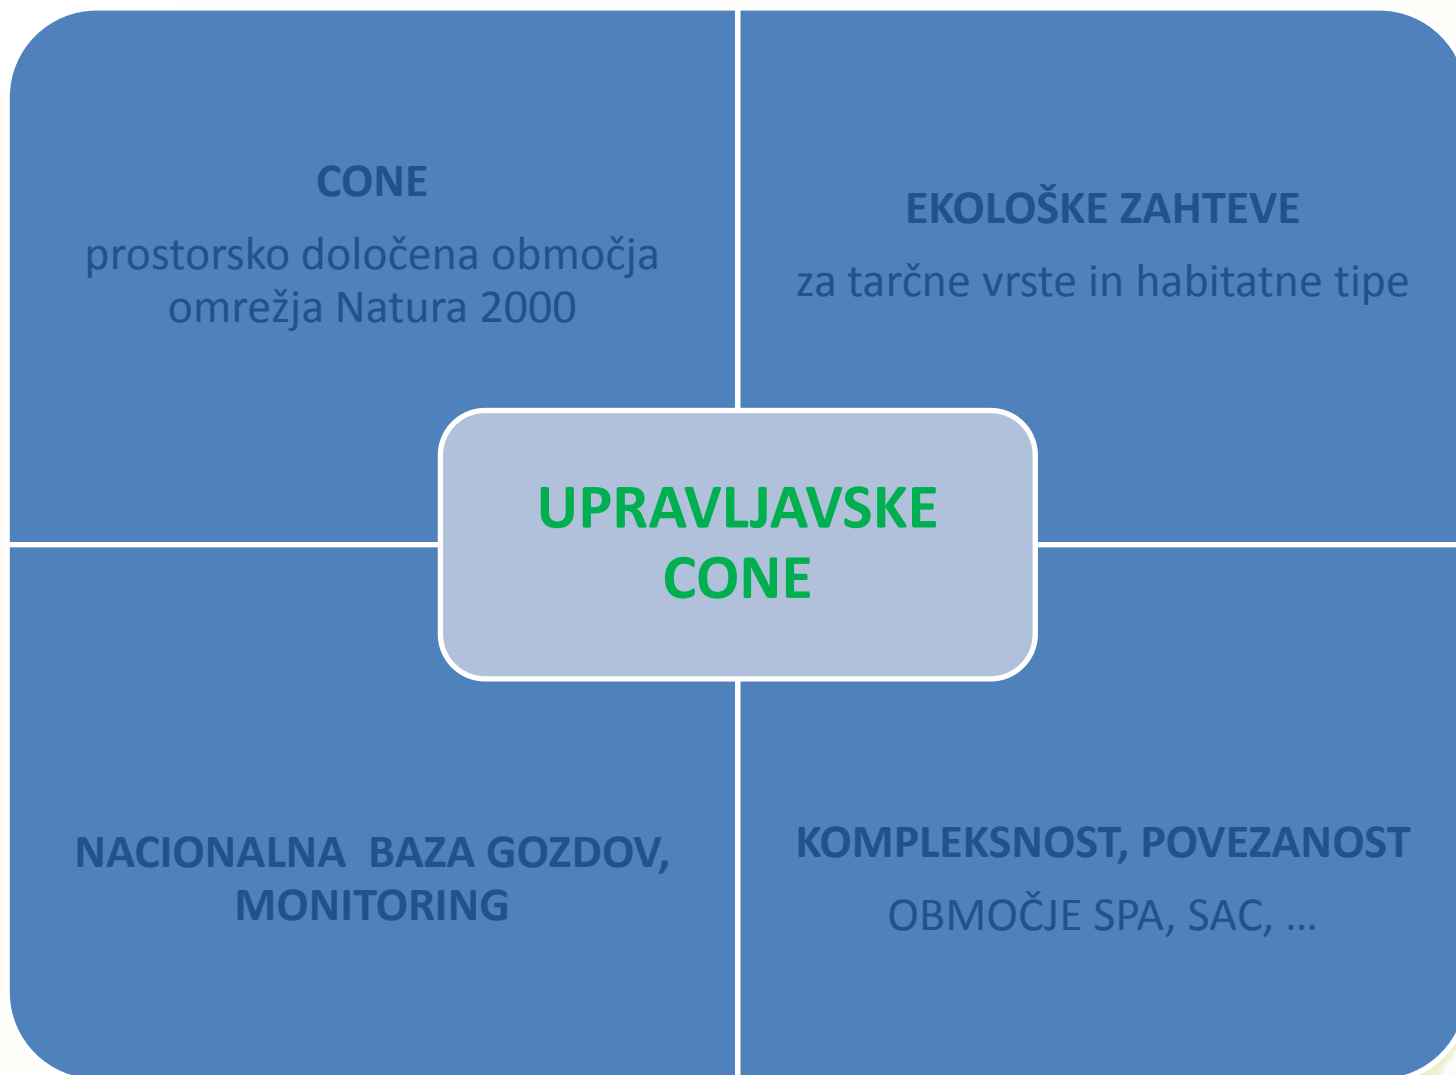 CONE
prostorsko določena območja
omrežja Natura 2000
EKOLOŠKE ZAHTEVE
za tarčne vrste in habitatne tipe
UPRAVLJAVSKE
CONE
NACIONALNA  BAZA GOZDOV,
MONITORING
KOMPLEKSNOST, POVEZANOST
OBMOČJE SPA, SAC, …